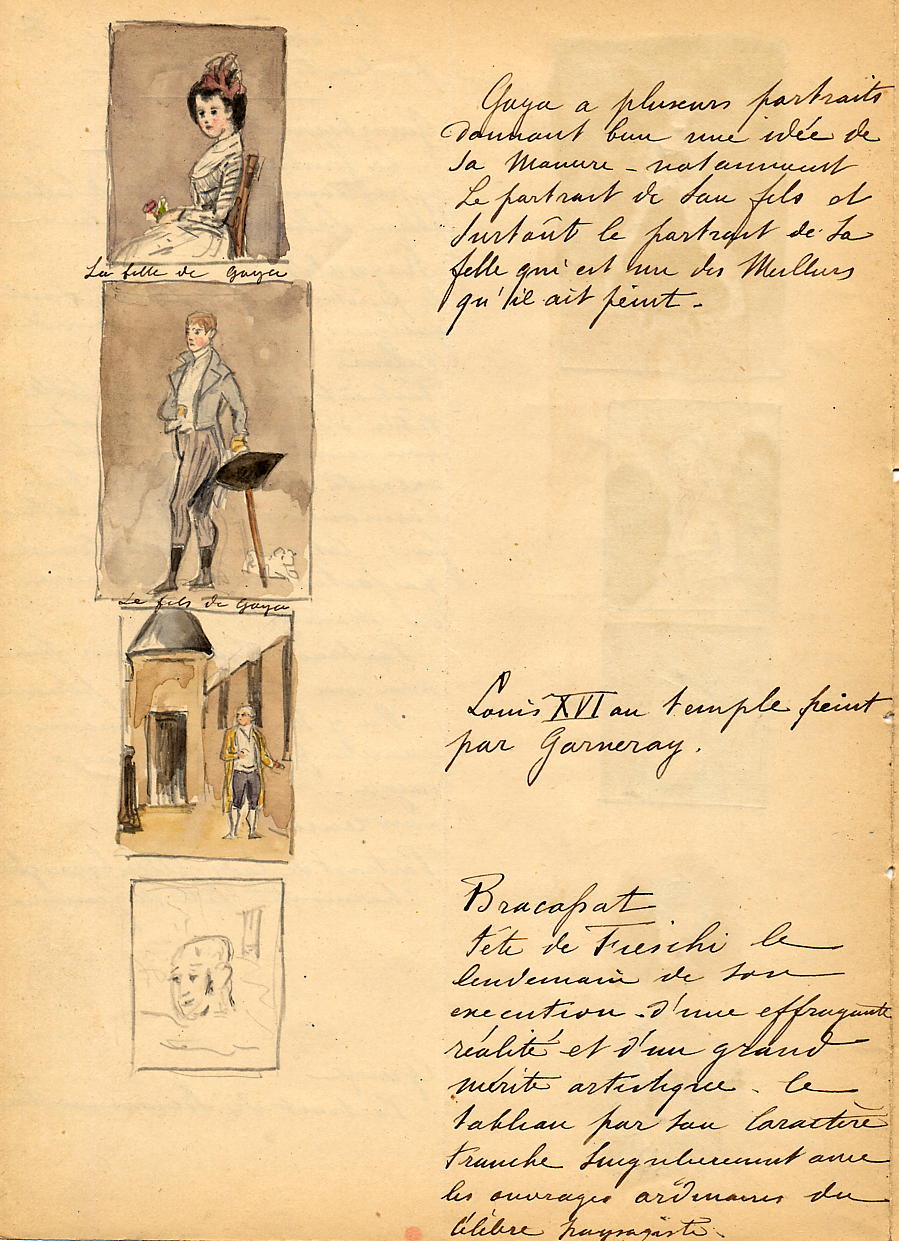 Goya a plusieurs portraits
donnant bien une idée de
sa manière - notamment
Le portrait de son fils et
surtoût le portrait de sa
fille qui est un des Meilleurs
qu'il ait peint.
La fille de Goya
Le fils de Goya
Louis XVI au temple peint
par Garneray.
Bracassat
tête de Fieschi le
lendemain de son
execution - d'une effrayante
réalité et d'un grand
mérite artistique - le
tableau par son Caractère
tranche singulierement avec
les ouvrages ordinaires du
célèbre paysagiste.